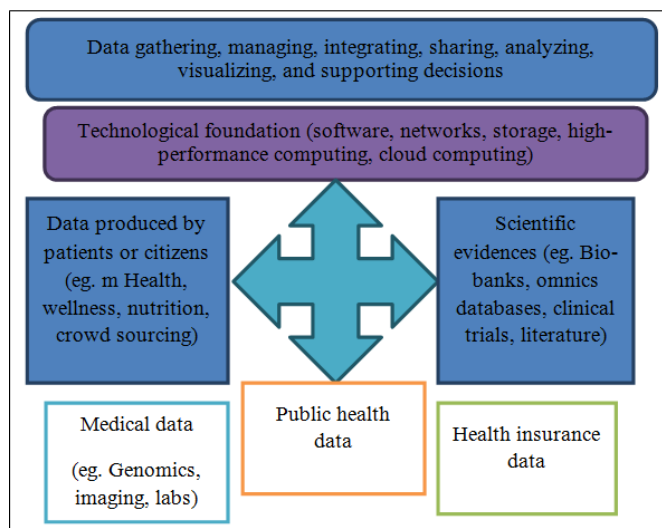 Data gathering, managing, integrating, sharing, analyzing,
visualizing, and supporting decisions
Technological foundation (software, networks, storage, high-
performance computing, cloud computing)
Data produced by
patients or citizens
(eg. m Health,
wellness, nutrition,
crowd sourcing)
Scientific
evidences (eg. Bio-
banks, omnics
databases, clinical
trials, literature)
Medical data
(eg. Genomics,
imaging, labs)
Public health
data
Health insurance
data